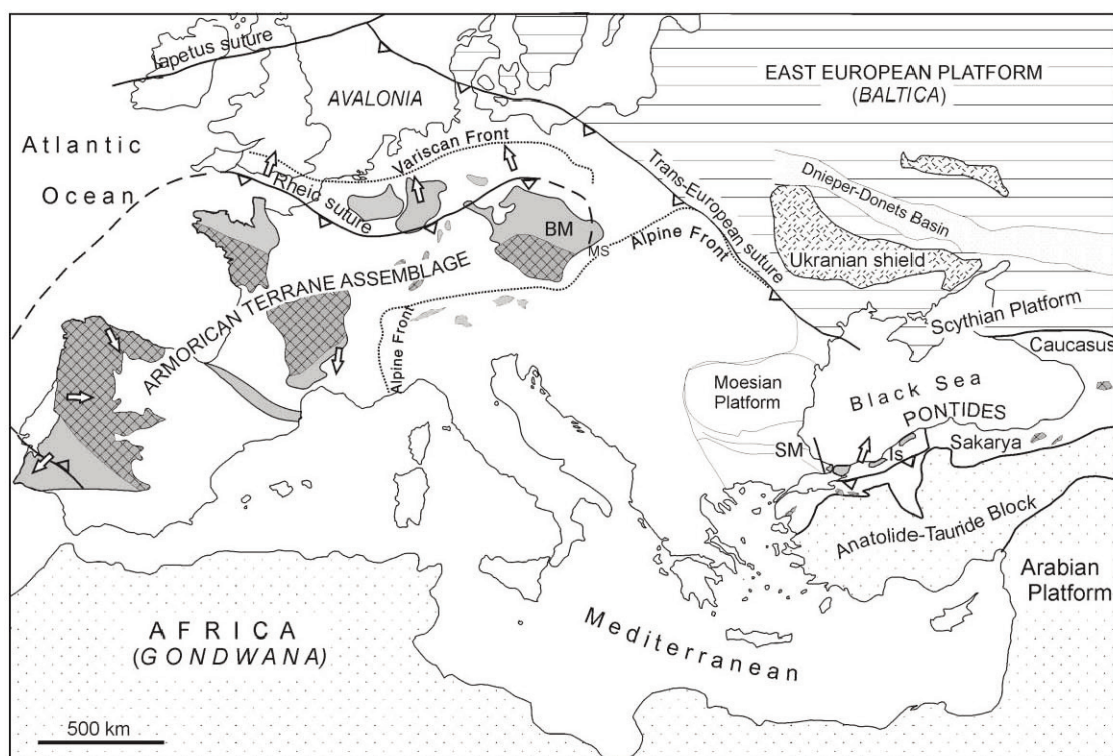 Iapetus suture
EAST EUROPEAN PLATFORM
(BALTICA)
AVALONIA
Atlantic
Ocean
Variscan Front
Rheic suture
Trans-European suture
Dnieper-Donets Basin
BM
MS
Alpine Front
Ukranian shield
ARMORICAN TERRANE ASSEMBLAGE
Alpine Front
Scythian Platform
Caucasus
Moesian
Platform
Black Sea
PONTIDES
SM
Is
Sakarya
Anatolide-Tauride Block
Arabian
Platform
AFRICA
(GONDWANA)
Mediterranean
500 km